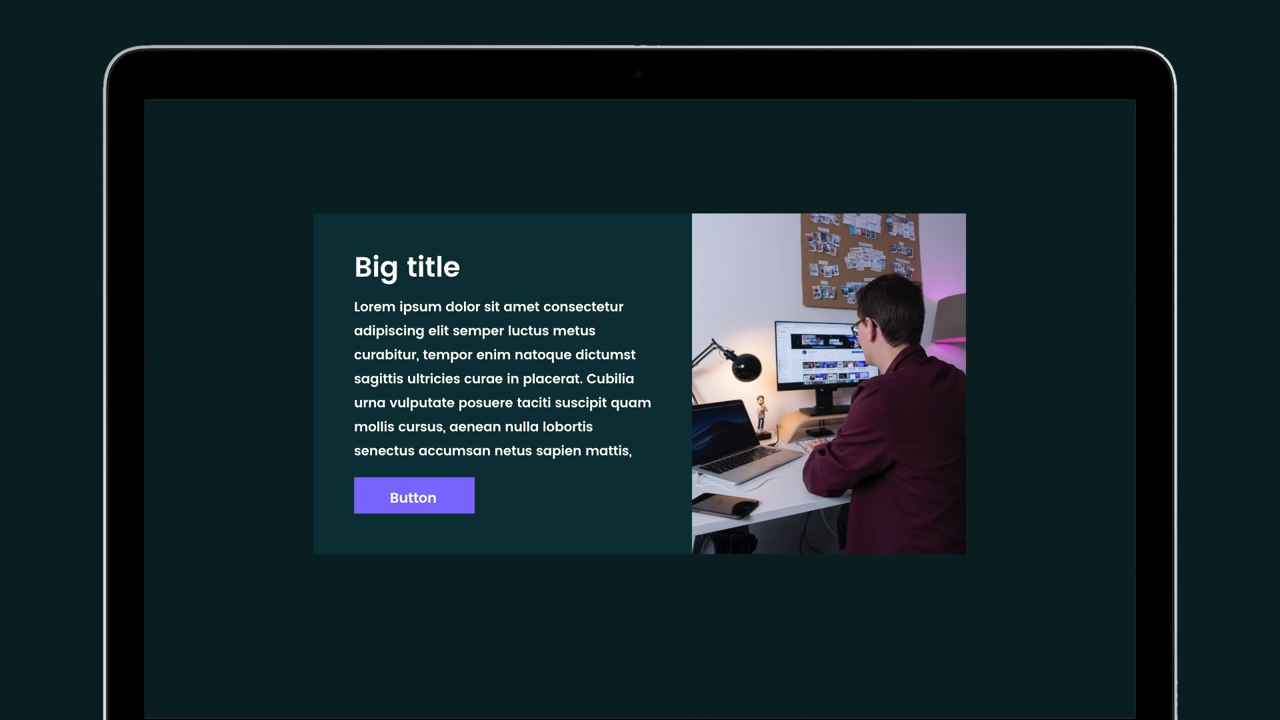 Big title
Lorem ipsum dolor sit amet consectetur
adipiscing elit semper luctus metus
curabitur, tempor enim natoque dictumst
sagittis ultricies curae in placerat. Cubilia
urna vulputate posuere taciti suscipit quam
mollis cursus, aenean nulla lobortis
senectus accumsan netus sapien mattis,
Button